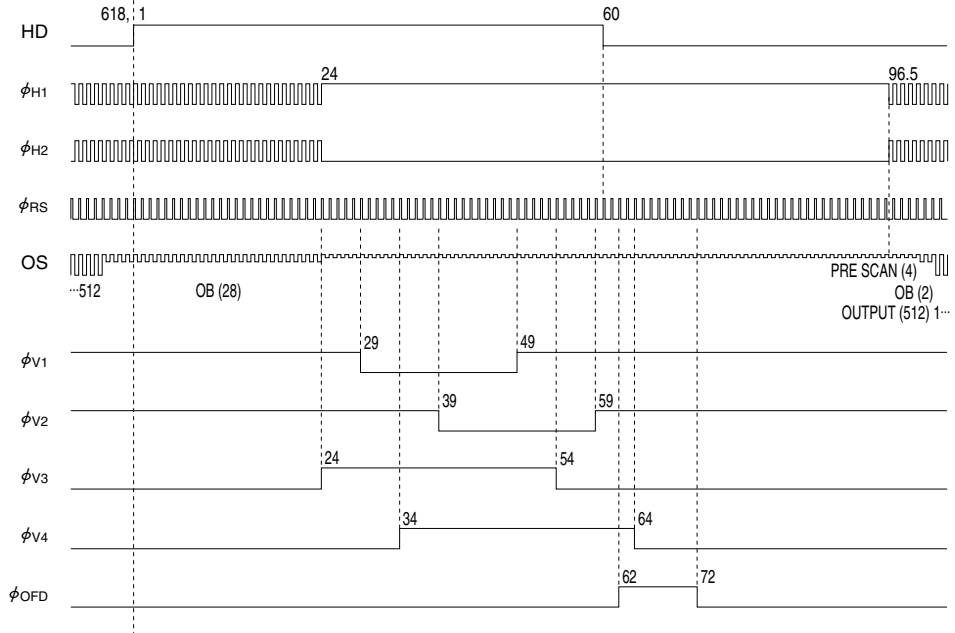 618, 1 60
HD
24 96.5
φH1
φH2
φRS
OS
PRE SCAN (4)
···512 OB (28) OB (2)
OUTPUT (512) 1···
29 49
φV1
39 59
φV2
24 54
φV3
34 64
φV4
62 72
φOFD